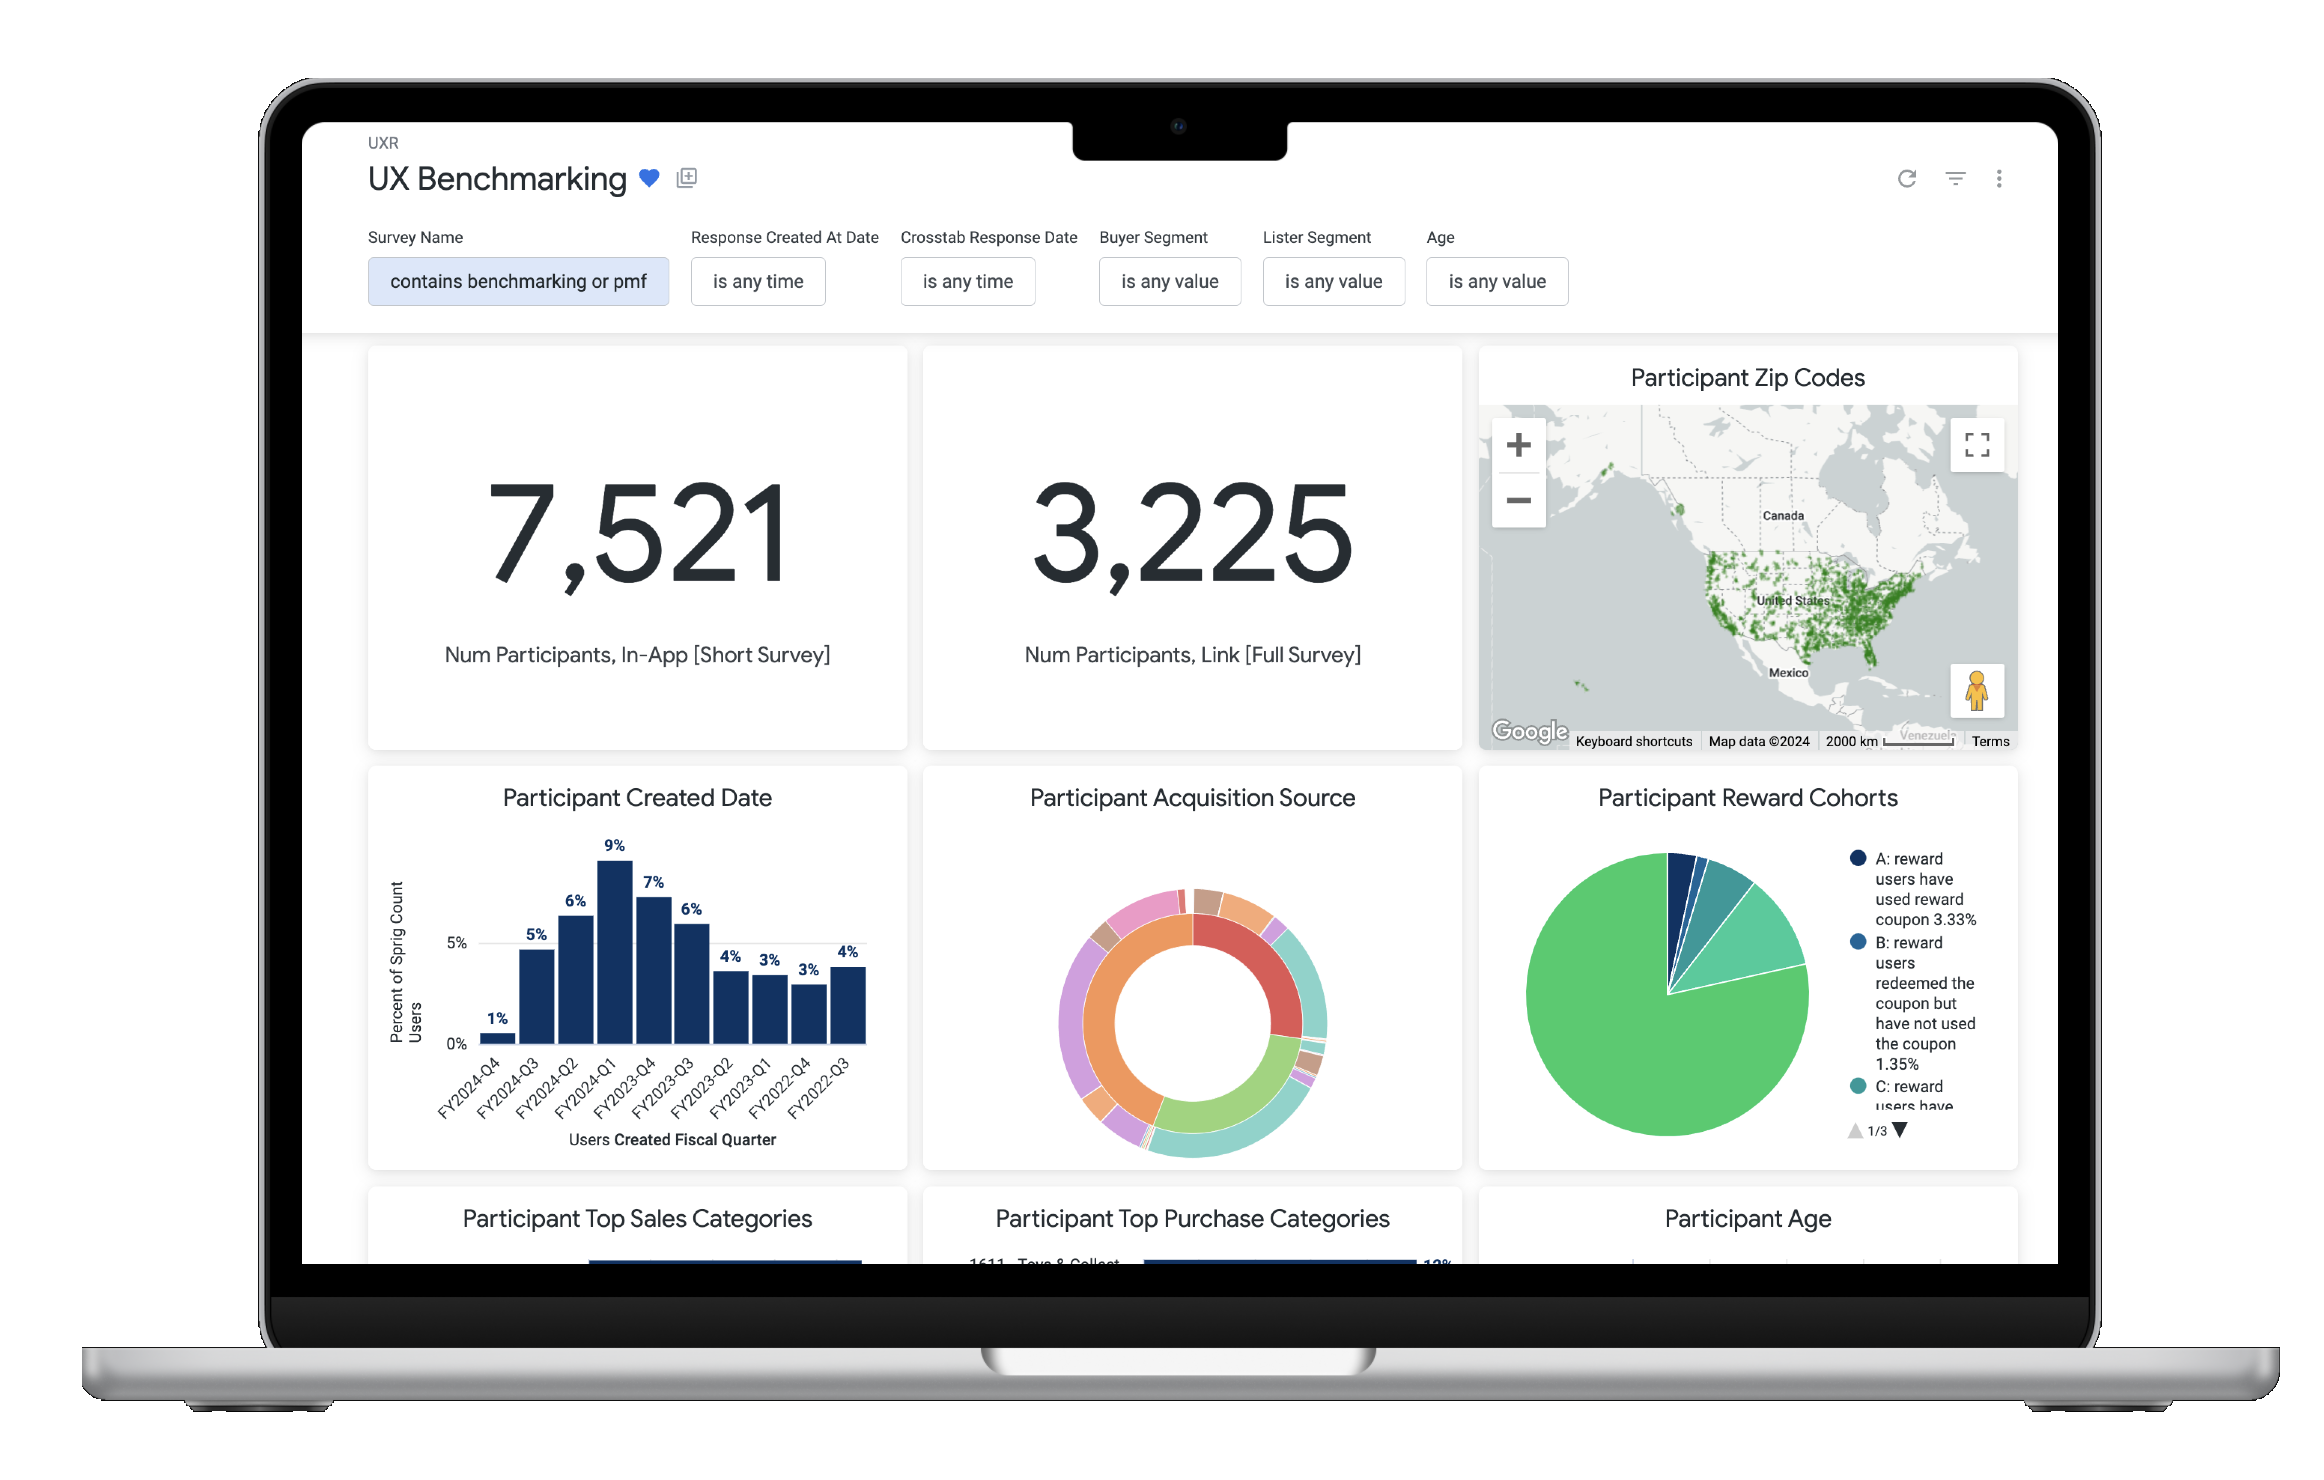 UXR
UX Benchmarking
Survey Name
Response Created At Date
Crosstab Response Date
Buyer Segment
Lister Segment
Age
contains benchmarking or pmf
is any time
is any time
is any value
is any value
is any value
7,521
Num Participants, In-App [Short Survey]
3,225
Num Participants, Link [Full Survey]
Participant Zip Codes
Canada
United States
Mexico
Google
Keyboard shortcuts
Map data ©2024
2000 km
Venezuela
Terms
Participant Created Date
Percent of Sprig Count
Users
5%
0%
1%
5%
6%
9%
7%
6%
4%
3%
3%
4%
FY2024-Q4
FY2024-Q3
FY2024-Q2
FY2024-Q1
FY2023-Q4
FY2023-Q3
FY2023-Q2
FY2023-Q1
FY2022-Q4
FY2022-Q3
Users Created Fiscal Quarter
Participant Acquisition Source
Participant Reward Cohorts
A: reward
users have
used reward
coupon 3.33%
B: reward
users
redeemed the
coupon but
have not used
the coupon
1.35%
C: reward
users have
1/3
Participant Top Sales Categories
Participant Top Purchase Categories
Toys & Collect
12%
Participant Age